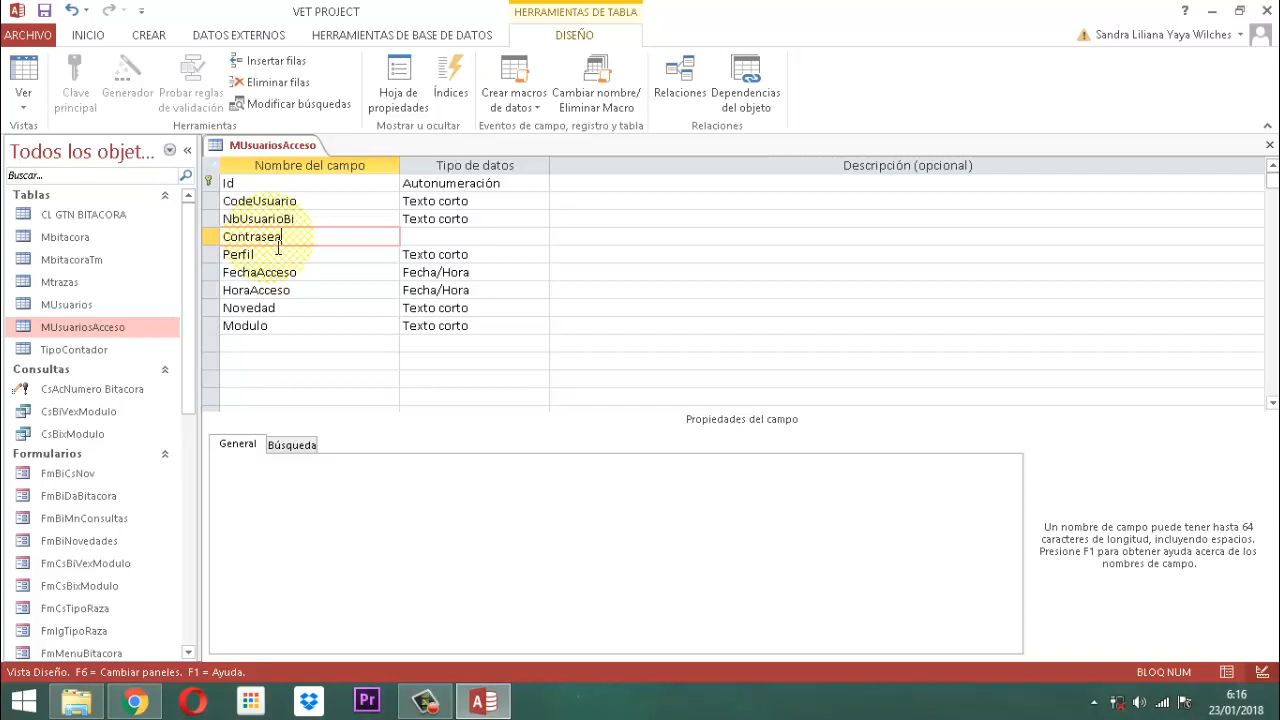 VET PROJECT
HERRAMIENTAS DE TABLA
?
ARCHIVO INICIO CREAR DATOS EXTERNOS HERRAMIENTAS DE BASE DE DATOS DISEÑO
Sandra Liliana Yaya Wilches
Ver
Vistas
Clave principal
Generador
Probar reglas de validación
Insertar filas
Eliminar filas
Modificar búsquedas
Herramientas
Hoja de propiedades
Índices
Mostrar u ocultar
Crear macros de datos
Cambiar nombre/ Eliminar Macro
Eventos de campo, registro y tabla
Relaciones
Dependencias del objeto
Relaciones
Todos los objet...
Buscar...
Tablas
CL GTN BITACORA
Mbitacora
MbitacoraTm
Mtrazas
MUsuarios
MUsuariosAcceso
TipoContador
Consultas
CsAcNumero Bitacora
CsBiVexModulo
CsBixModulo
Formularios
FmBiCsNov
FmBiDaBitacora
FmBiMnConsultas
FmBiNovedades
FmCsBiVexModulo
FmCsBixModulo
FmCsTipoRaza
FmIgTipoRaza
FmMenuBitacora
MUsuariosAcceso
Nombre del campo Tipo de datos Descripción (opcional)
Id Autonumeración
CodeUsuario Texto corto
NbUsuarioBi Texto corto
Contrasea
Perfil Texto corto
FechaAcceso Fecha/Hora
HoraAcceso Fecha/Hora
Novedad Texto corto
Modulo Texto corto
Propiedades del campo
General Búsqueda
Un nombre de campo puede tener hasta 64
caracteres de longitud, incluyendo espacios.
Presione F1 para obtener ayuda acerca de los
nombres de campo.
Vista Diseño. F6 = Cambiar paneles. F1 = Ayuda. BLOQ NUM
Pr
6:16
23/01/2018